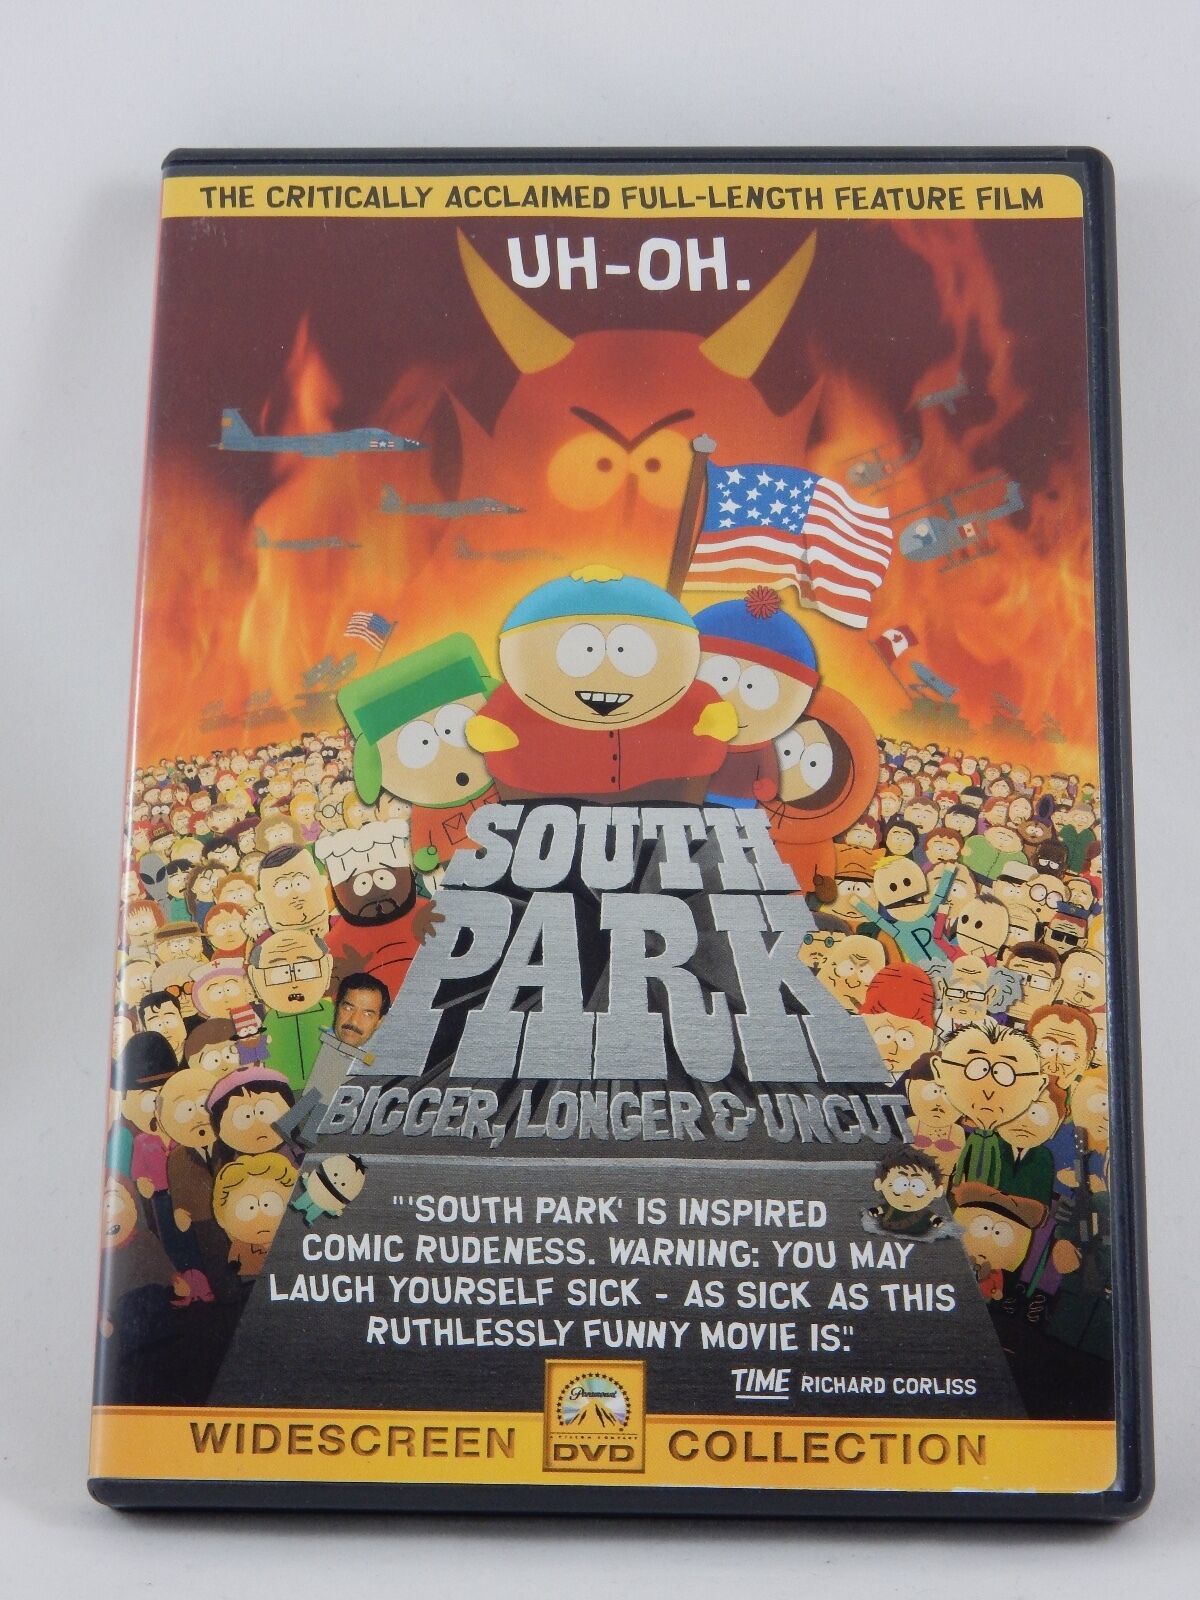 THE CRITICALLY ACCLAIMED FULL-LENGTH FEATURE FILM
UH-OH.
SOUTH
PARK
BIGGER, LONGER & UNCUT
P
"'SOUTH PARK' IS INSPIRED
COMIC RUDENESS. WARNING: YOU MAY
LAUGH YOURSELF SICK - AS SICK AS THIS
RUTHLESSLY FUNNY MOVIE IS."
TIME RICHARD CORLISS
WIDESCREEN
Paramount
A VIACOM COMPANY
DVD
COLLECTION